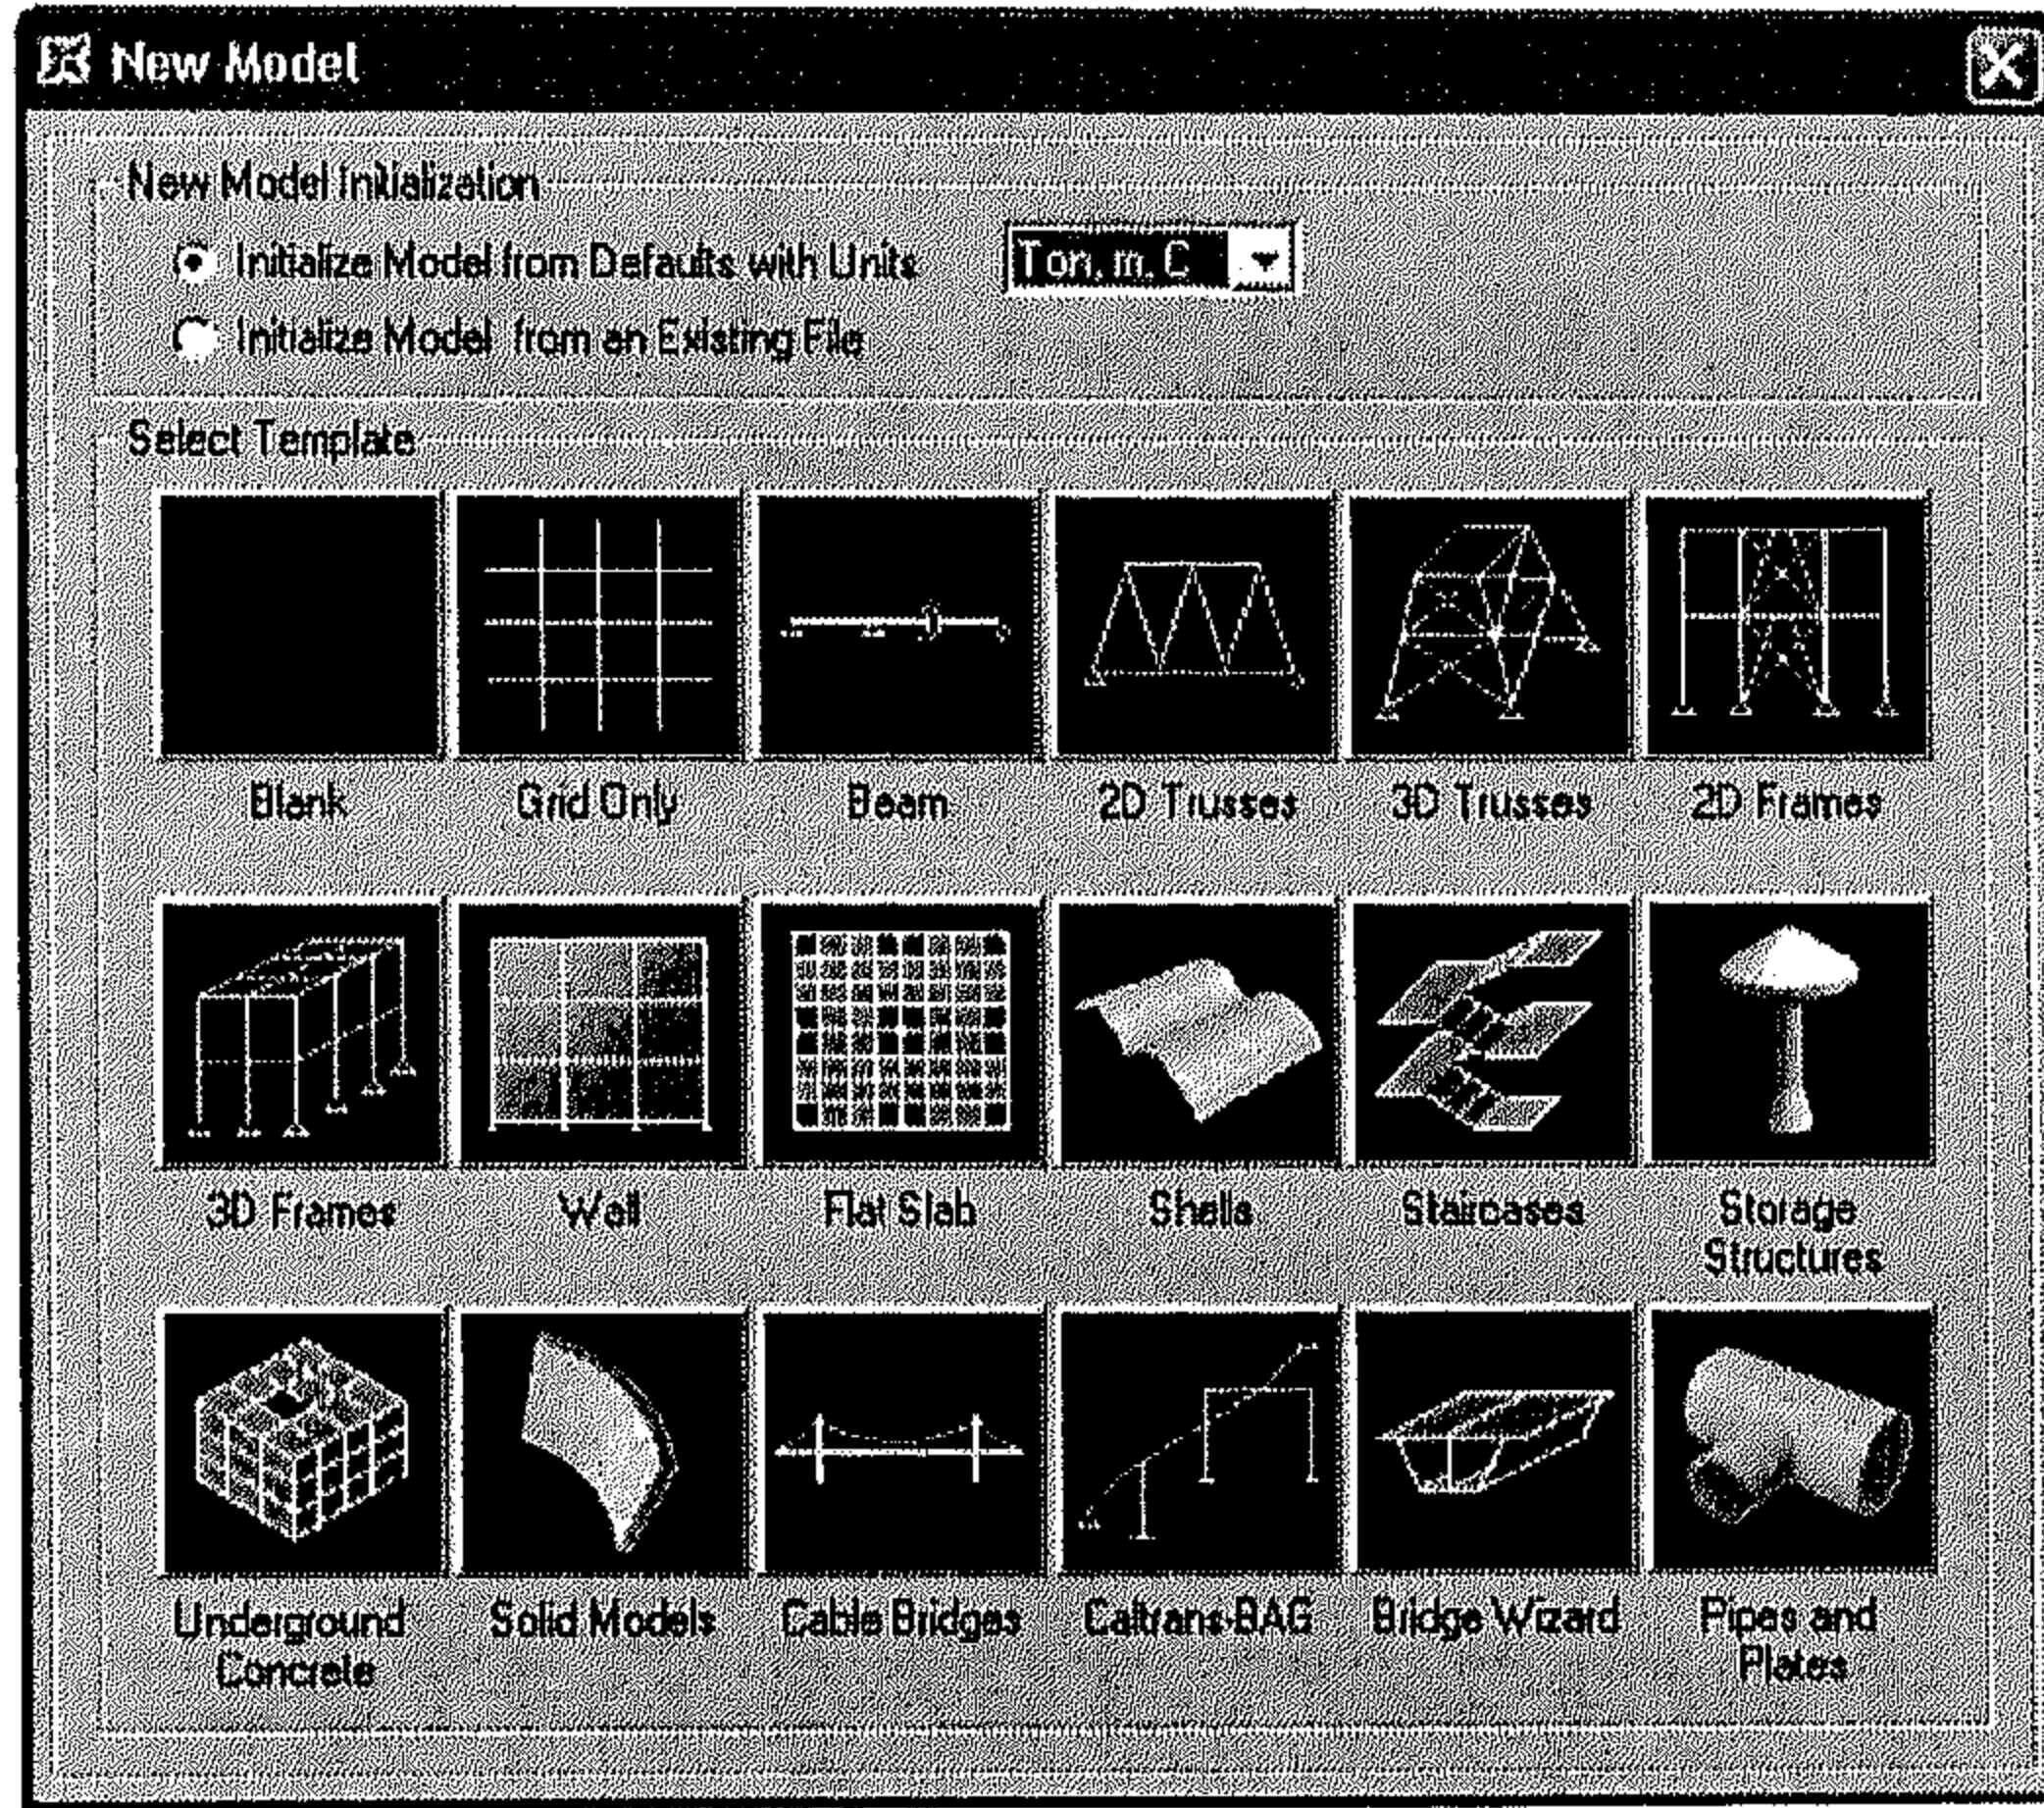 New Model
New Model Initialization
Initialize Model from Defaults with Units
Ton, m, C
Initialize Model from an Existing File
Select Template
Blank
Grid Only
Beam
2D Trusses
3D Trusses
2D Frames
3D Frames
Wall
Flat Slab
Shells
Staircases
Storage
Structures
Underground
Concrete
Solid Models
Cable Bridges
Caltrans-BAG
Bridge Wizard
Pipes and
Plates